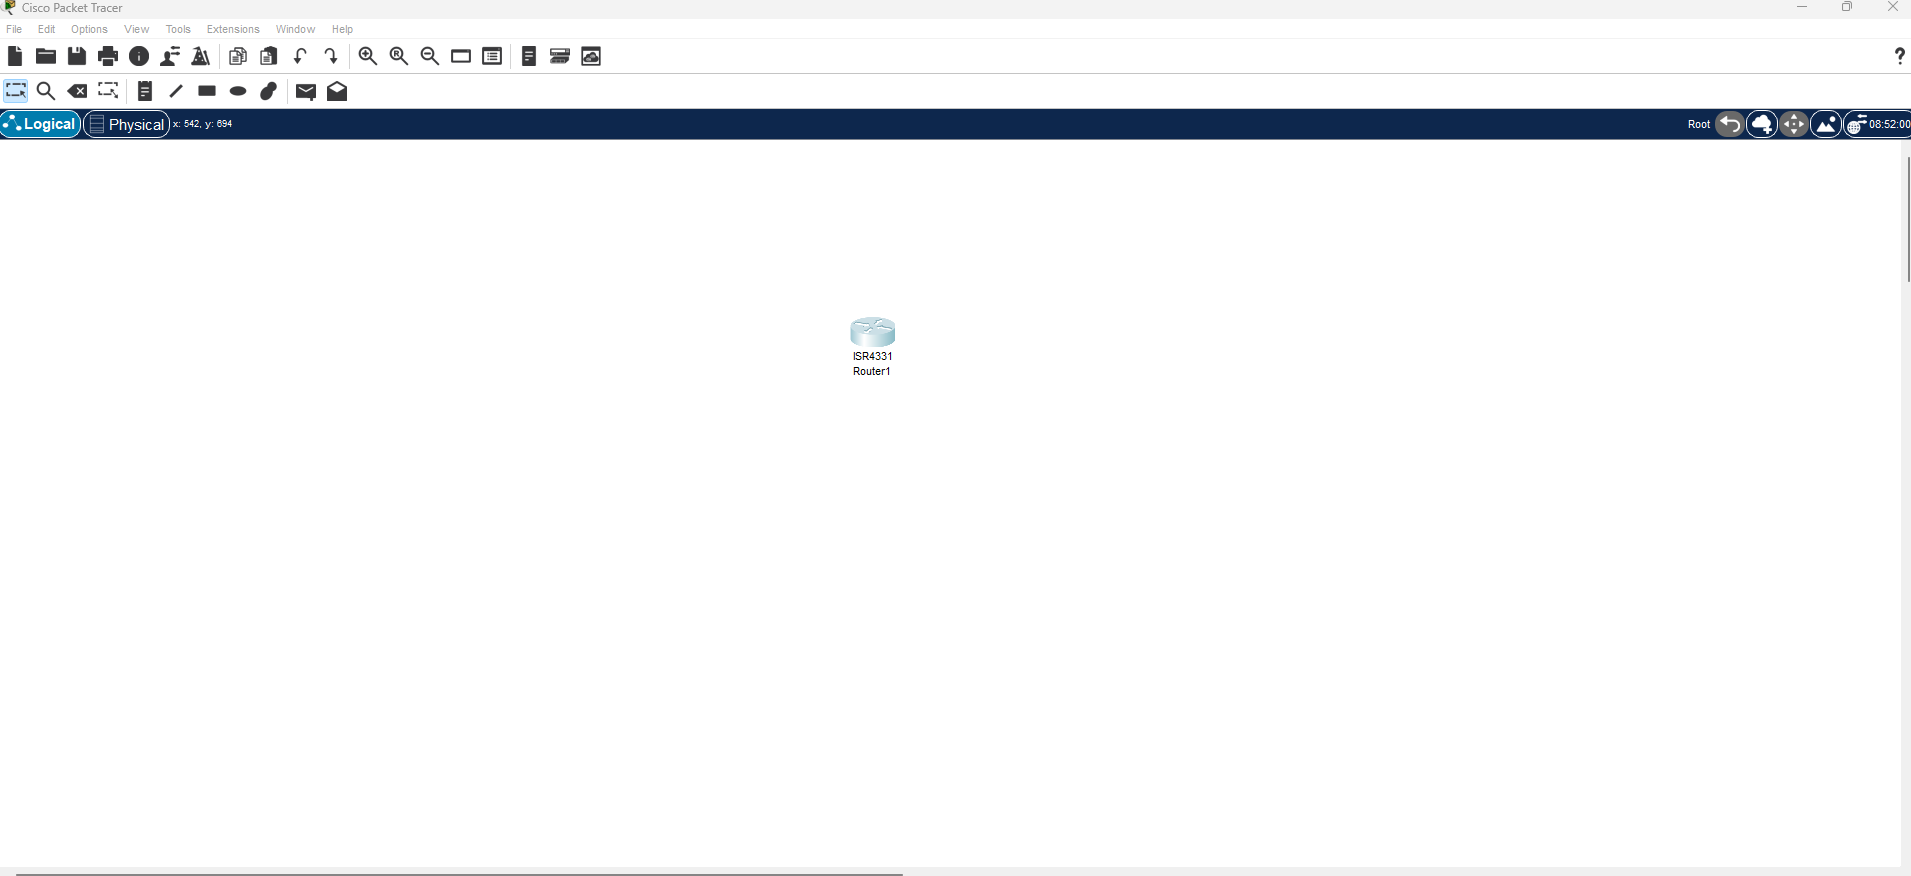 Cisco Packet Tracer
File Edit Options View Tools Extensions Window Help
Logical Physical x: 542, y: 694 Root 08:52:00
ISR4331
Router1